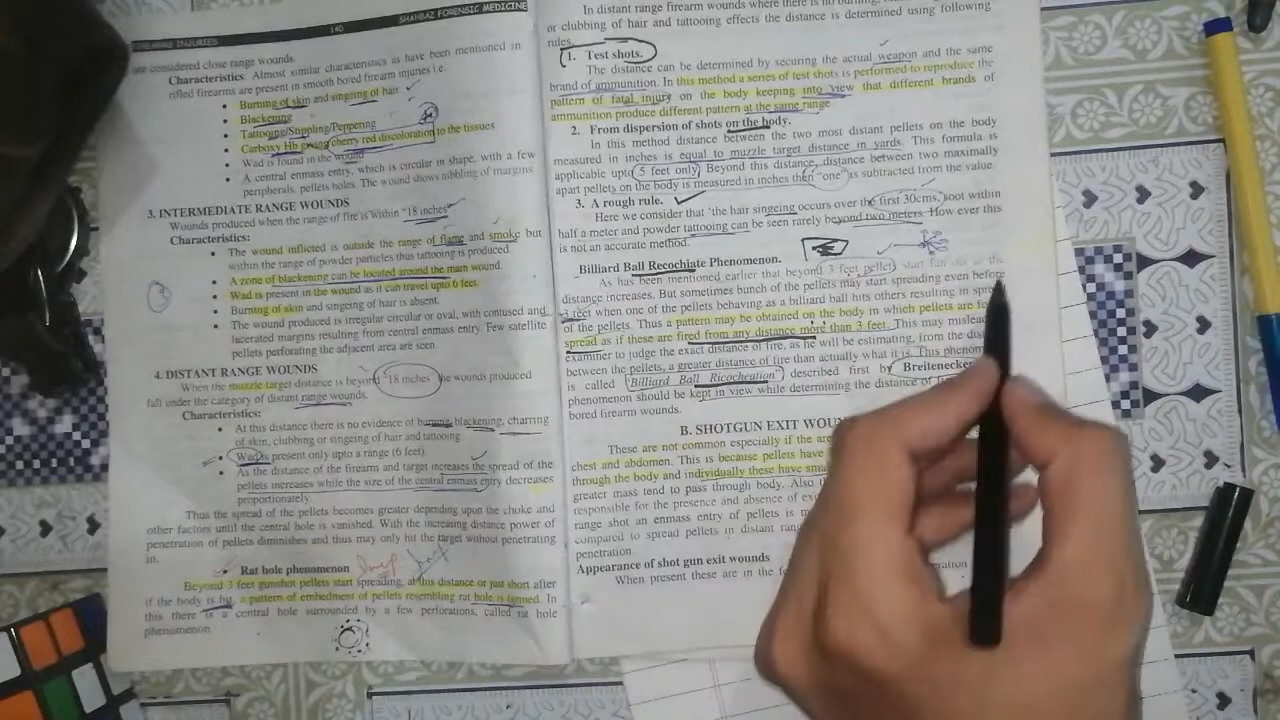 FIREARMS INJURIES 140 SHAHBAZ FORENSIC MEDICINE
are considered close range wounds.
Characteristics: Almost similar characteristics as have been mentioned in
rifled firearms are present in smooth bored firearm injuries i.e.
• Burning of skin and singeing of hair.
• Blackening
• Tattooing/Stippling/Peppering
• Carboxy Hb giving cherry red discoloration to the tissues
• Wad is found in the wound
• A central enmass entry, which is circular in shape, with a few
peripherals, pellets holes. The wound shows nibbling of margins
3. INTERMEDIATE RANGE WOUNDS
Wounds produced when the range of fire is within "18 inches"
Characteristics:
• The wound inflicted is outside the range of flame and smoke but
within the range of powder particles thus tattooing is produced.
• A zone of blackening can be located around the main wound.
• Wad is present in the wound as it can travel upto 6 feet
• Burning of skin and singeing of hair is absent.
• The wound produced is irregular circular or oval, with contused and
lacerated margins resulting from central enmass entry. Few satellite
pellets perforating the adjacent area are seen.
4. DISTANT RANGE WOUNDS
When the muzzle target distance is beyond "18 inches the wounds produced
fall under the category of distant range wounds.
Characteristics:
• At this distance there is no evidence of burning, blackening, charring
of skin, clubbing or singeing of hair and tattooing
• Wad is present only upto a range (6 feet)
• As the distance of the firearm and target increases the spread of the
pellets increases while the size of the central enmass entry decreases
proportionately.
Thus the spread of the pellets becomes greater depending upon the choke and
other factors until the central hole is vanished. With the increasing distance power of
penetration of pellets diminishes and thus may only hit the target without penetrating
in.
Rat hole phenomenon
Beyond 3 feet gunshot pellets start spreading, at this distance or just short after
if the body is hit, a pattern of embedment of pellets resembling rat hole is formed. In
this there is a central hole surrounded by a few perforations, called rat hole
phenomenon.
In distant range firearm wounds where there is no burning,
or clubbing of hair and tattooing effects the distance is determined using following
rules.
1. Test shots.
The distance can be determined by securing the actual weapon and the same
brand of ammunition. In this method a series of test shots is performed to reproduce the
pattern of fatal injury on the body keeping into view that different brands of
ammunition produce different pattern at the same range
2. From dispersion of shots on the body.
In this method distance between the two most distant pellets on the body
measured in inches is equal to muzzle target distance in yards. This formula is
applicable upto 5 feet only. Beyond this distance, distance between two maximally
apart pellets on the body is measured in inches then "one" as subtracted from the value.
3. A rough rule.
Here we consider that 'the hair singeing occurs over the first 30cms, soot within
half a meter and powder tattooing can be seen rarely beyond two meters. How ever this
is not an accurate method.
Billiard Ball Recochiate Phenomenon.
As has been mentioned earlier that beyond 3 feet pellets start fan out as the
distance increases. But sometimes bunch of the pellets may start spreading even before
3 feet when one of the pellets behaving as a billiard ball hits others resulting in
of the pellets. Thus a pattern may be obtained on the body in which pellets are
spread as if these are fired from any distance more than 3 feet. This may mislead
examiner to judge the exact distance of fire, as he will be estimating, from the
between the pellets, a greater distance of fire than actually what it is. This
is called "Billiard Ball Ricocheation" described first by Breitenecker
phenomenon should be kept in view while determining the distance of
bored firearm wounds.
B. SHOTGUN EXIT
These are not common especially if the
chest and abdomen. This is because pellets have
through the body and individually these have
greater mass tend to pass through body. Also
responsible for the presence and absence of
range shot an enmass entry of pellets is
compared to spread pellets in distant
penetration.
Appearance of shot gun exit wounds
When present these are in the